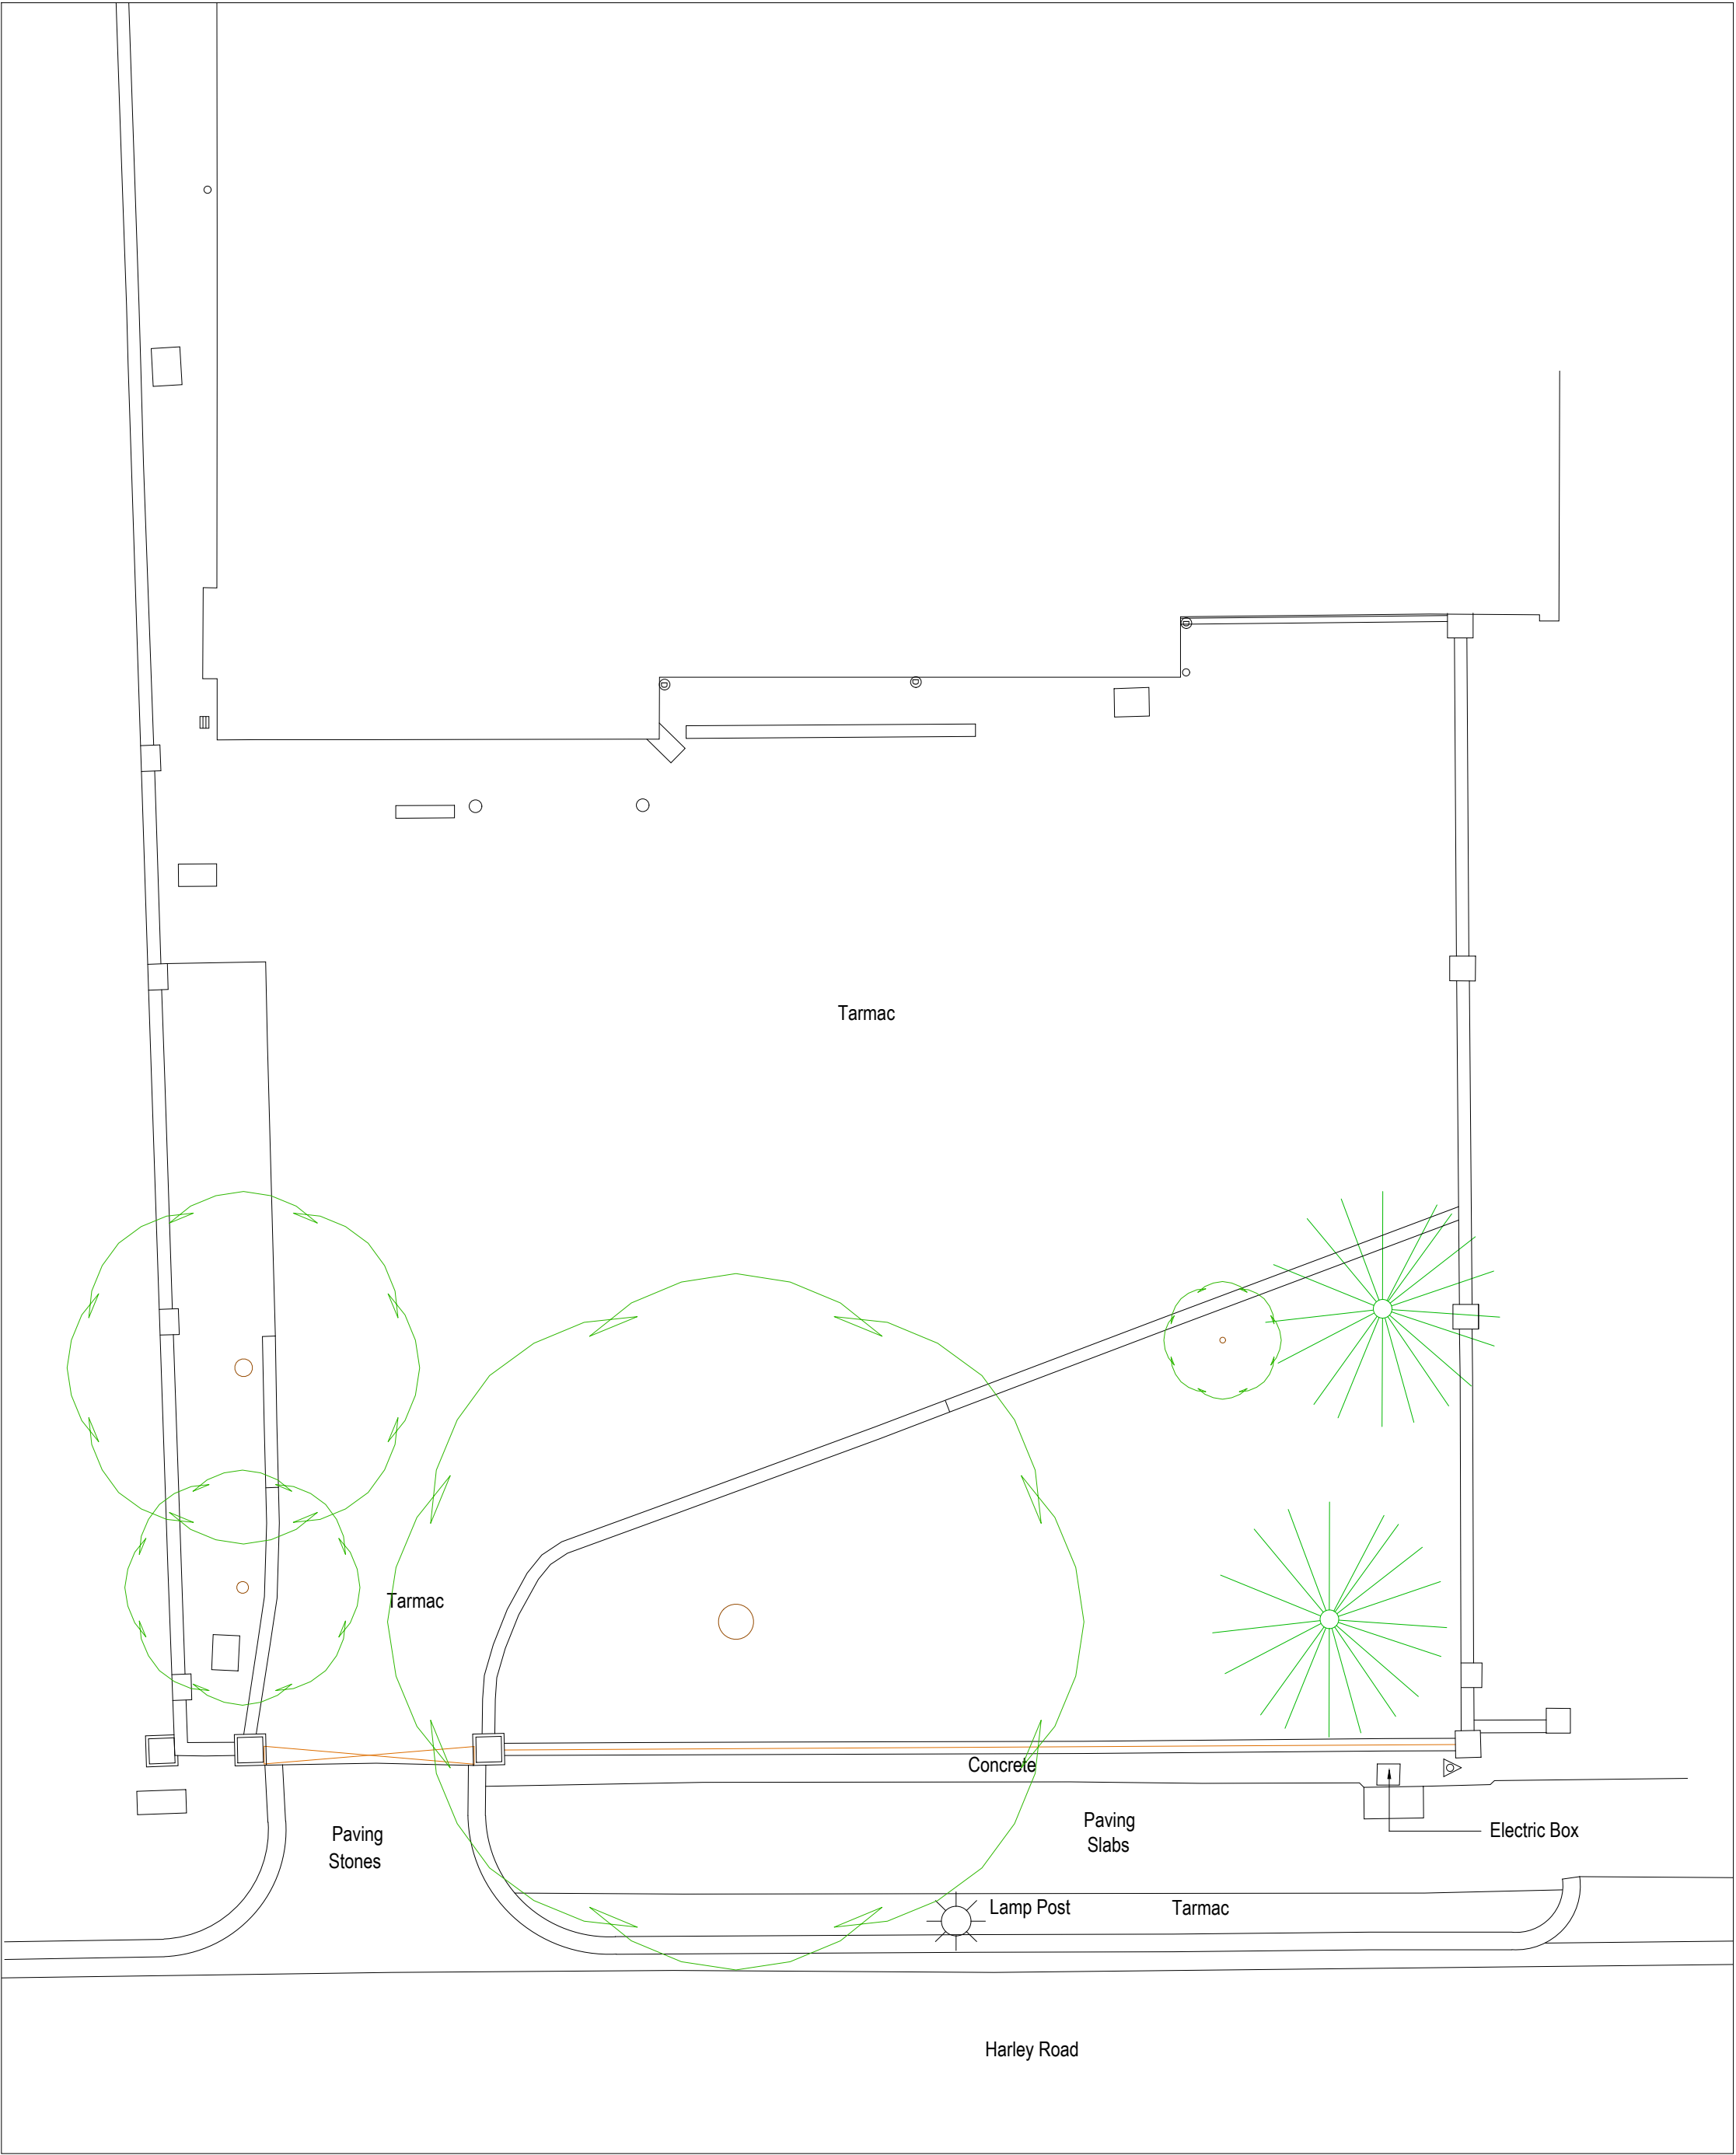 Tarmac
Tarmac
Concrete
Paving
Slabs
Paving
Stones
Electric Box
Lamp Post
Tarmac
Harley Road